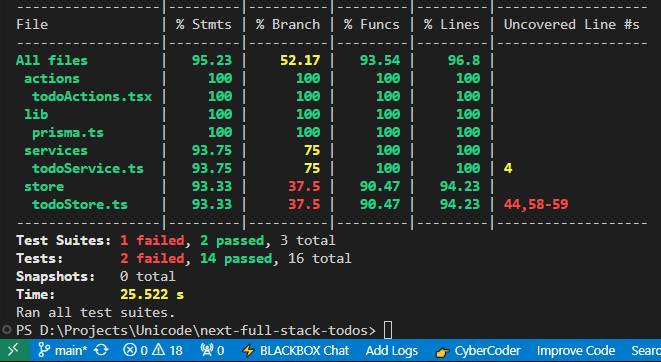 File | % Stmts | % Branch | % Funcs | % Lines | Uncovered Line #s
All files | 95.23 | 52.17 | 93.54 | 96.8 |
actions | 100 | 100 | 100 | 100 |
todoActions.tsx | 100 | 100 | 100 | 100 |
lib | 100 | 100 | 100 | 100 |
prisma.ts | 100 | 100 | 100 | 100 |
services | 93.75 | 75 | 100 | 100 |
todoService.ts | 93.75 | 75 | 100 | 100 | 4
store | 93.33 | 37.5 | 90.47 | 94.23 |
todoStore.ts | 93.33 | 37.5 | 90.47 | 94.23 | 44,58-59
Test Suites: 1 failed, 2 passed, 3 total
Tests: 2 failed, 14 passed, 16 total
Snapshots: 0 total
Time: 25.522 s
Ran all test suites.
PS D:\Projects\Unicode\next-full-stack-todos>
main* 0 18 0 BLACKBOX Chat Add Logs CyberCoder Improve Code Searc